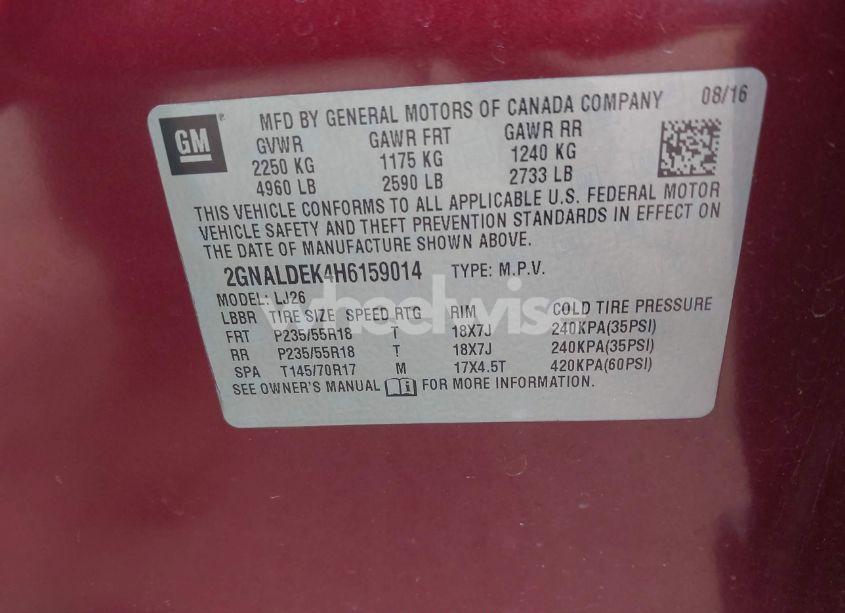 GM
®
MFD BY GENERAL MOTORS OF CANADA COMPANY 08/16
GVWR GAWR FRT GAWR RR
2250 KG 1175 KG 1240 KG
4960 LB 2590 LB 2733 LB
THIS VEHICLE CONFORMS TO ALL APPLICABLE U.S. FEDERAL MOTOR
VEHICLE SAFETY AND THEFT PREVENTION STANDARDS IN EFFECT ON
THE DATE OF MANUFACTURE SHOWN ABOVE.
2GNALDEK4H6159014 TYPE: M.P.V.
MODEL: LJ26
LBBR TIRE SIZE SPEED RTG RIM COLD TIRE PRESSURE
FRT P235/55R18 T 18X7J 240KPA(35PSI)
RR P235/55R18 T 18X7J 240KPA(35PSI)
SPA T145/70R17 M 17X4.5T 420KPA(60PSI)
SEE OWNER'S MANUAL FOR MORE INFORMATION.
wheelwise